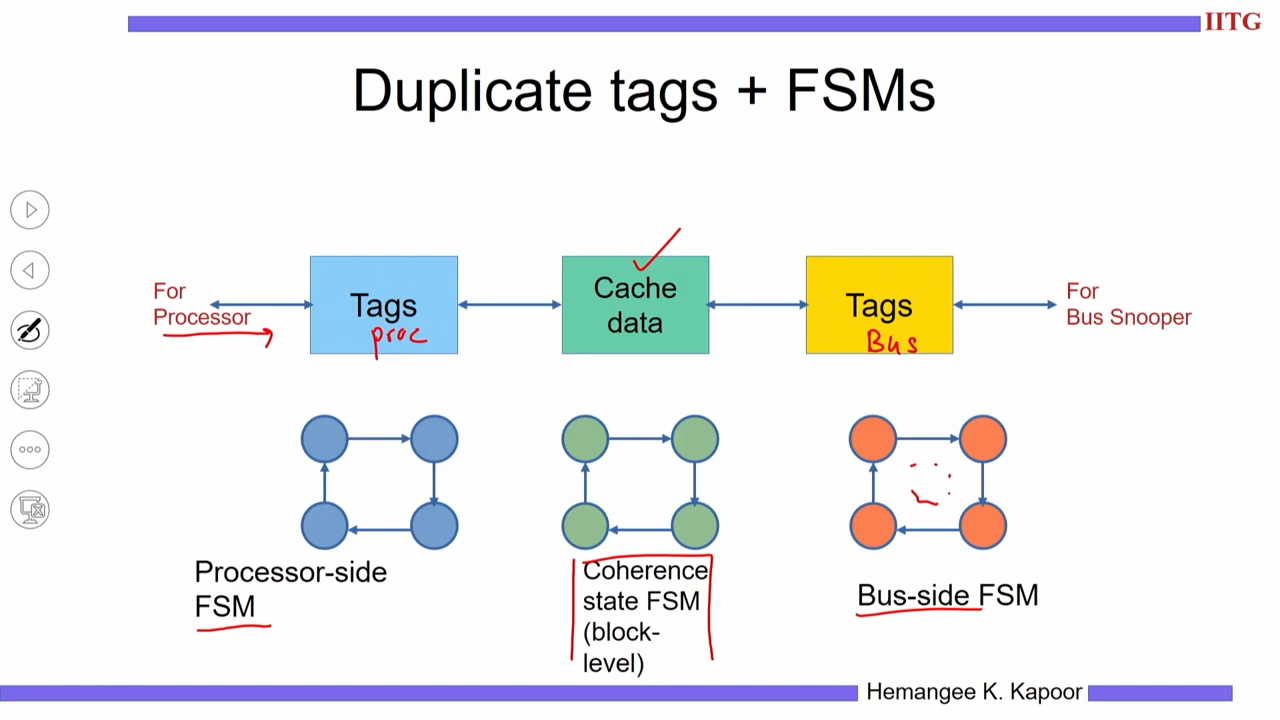 IITG
Duplicate tags + FSMs
For
Processor
Tags
proc
Cache
data
Tags
Bus
For
Bus Snooper
Processor-side
FSM
Coherence
state FSM
(block-
level)
Bus-side FSM
Hemangee K. Kapoor